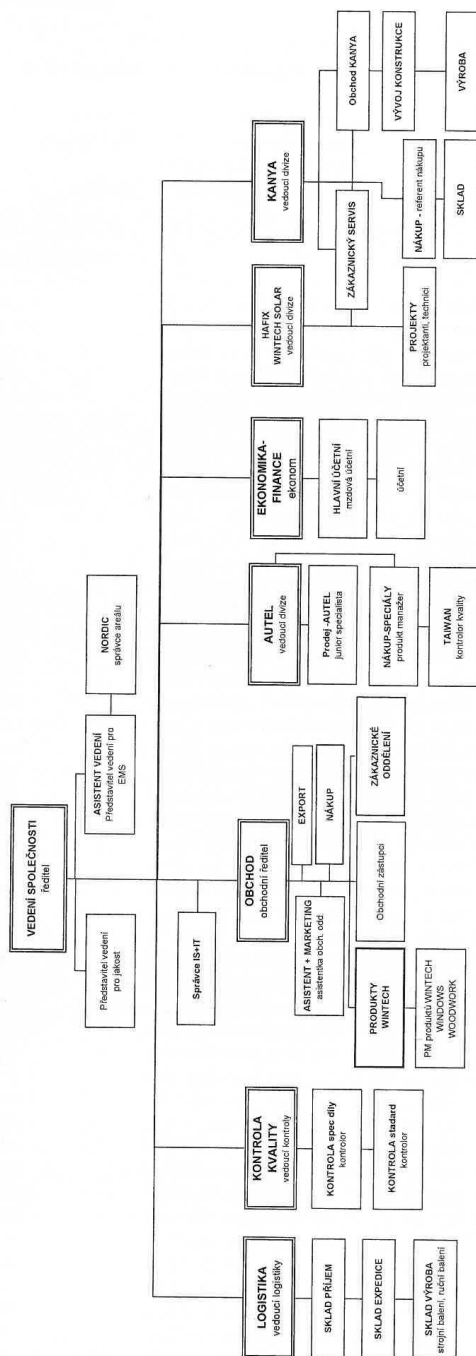 VEDENÍ SPOLEČNOSTI
ředitel
Představitel vedení
pro jakost
ASISTENT VEDENÍ
Představitel vedení pro
EMS
NORDIC
správce areálu
Správce IS+IT
LOGISTIKA
vedoucí logistiky
SKLAD PŘÍJEM
SKLAD EXPEDICE
SKLAD VÝROBA
strojní balení, ruční balení
KONTROLA
KVALITY
vedoucí kontroly
KONTROLA spec díly
kontrolor
KONTROLA stadard
kontrolor
OBCHOD
obchodní ředitel
EXPORT
ASISTENT + MARKETING
asistentka obch. odd.
NÁKUP
PRODUKTY
WINTECH
Obchodní zástupci
ZÁKAZNICKÉ
ODDĚLENÍ
PM produktů WINTECH
WINDOWS
WOODWORK
AUTEL
vedoucí divize
Prodej -AUTEL
junior specialista
NÁKUP-SPECIÁLY
produkt manažer
TAIWAN
kontrolor kvality
EKONOMIKA-
FINANCE
ekonom
HLAVNÍ ÚČETNÍ
mzdová účetní
účetní
HAFIX
WINTECH SOLAR
vedoucí divize
PROJEKTY
projektanti, technici
KANYA
vedoucí divize
ZÁKAZNICKÝ SERVIS
Obchod KANYA
NÁKUP - referent nákupu
VÝVOJ KONSTRUKCE
SKLAD
VÝROBA